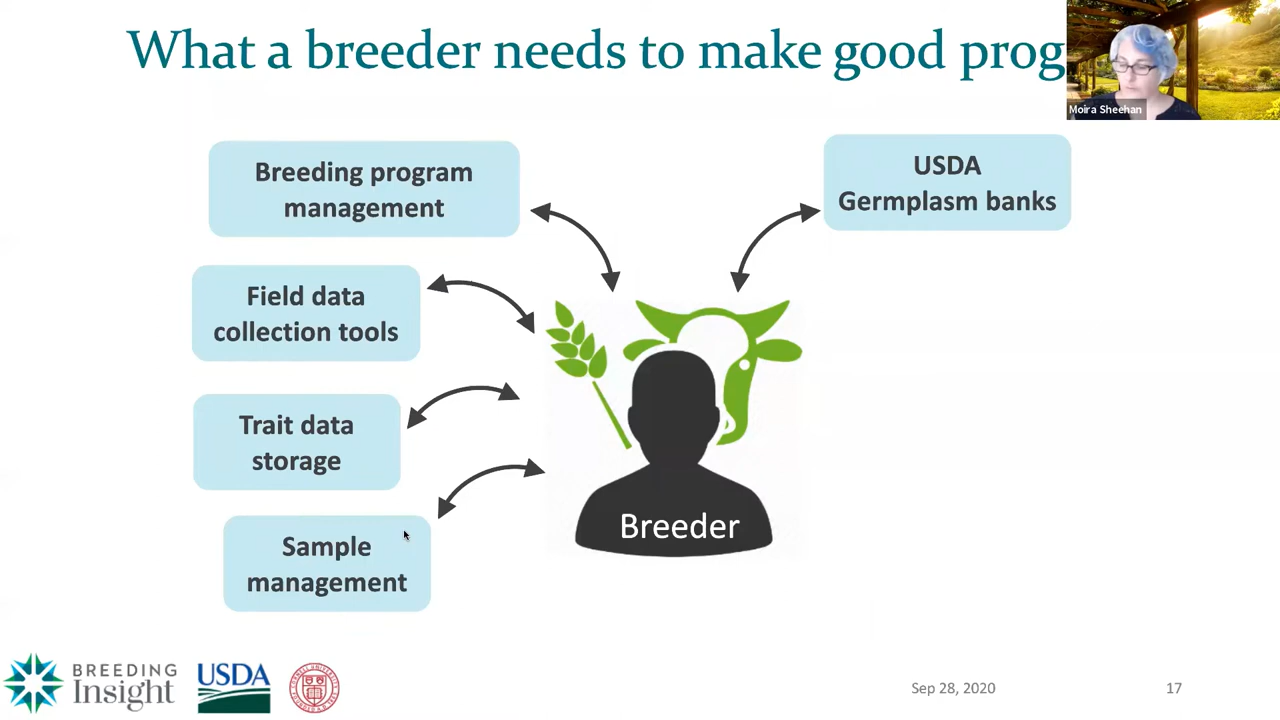 What a breeder needs to make good prog
Moira Sheehan
Breeding program
management
USDA
Germplasm banks
Field data
collection tools
Trait data
storage
Sample
management
Breeder
BREEDING
Insight
USDA
Sep 28, 2020
17